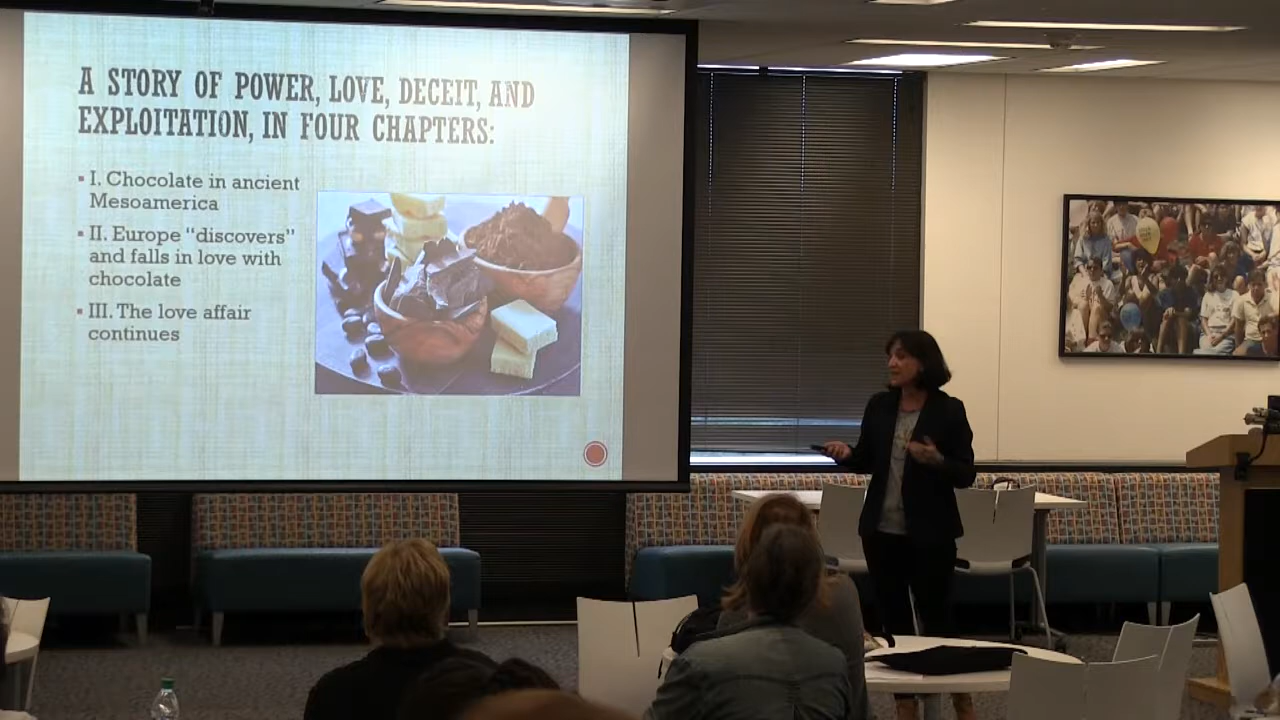 A STORY OF POWER, LOVE, DECEIT, AND
EXPLOITATION, IN FOUR CHAPTERS:
▪ I. Chocolate in ancient
Mesoamerica
▪ II. Europe “discovers”
and falls in love with
chocolate
▪ III. The love affair
continues